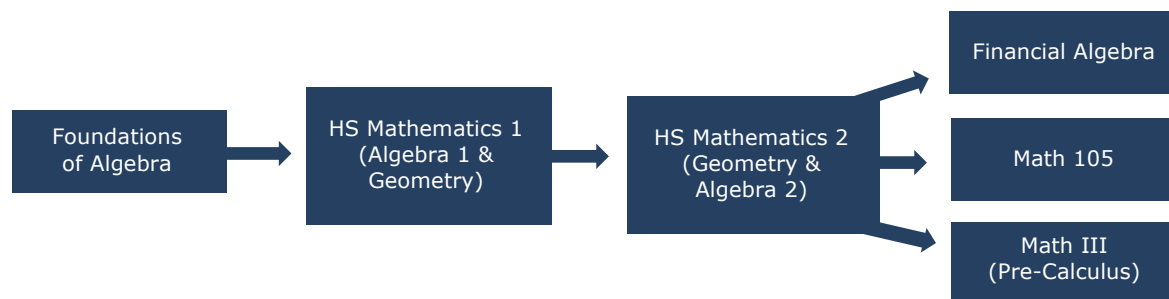 Foundations
of Algebra
HS Mathematics 1
(Algebra 1 &
Geometry)
HS Mathematics 2
(Geometry &
Algebra 2)
Financial Algebra
Math 105
Math III
(Pre-Calculus)